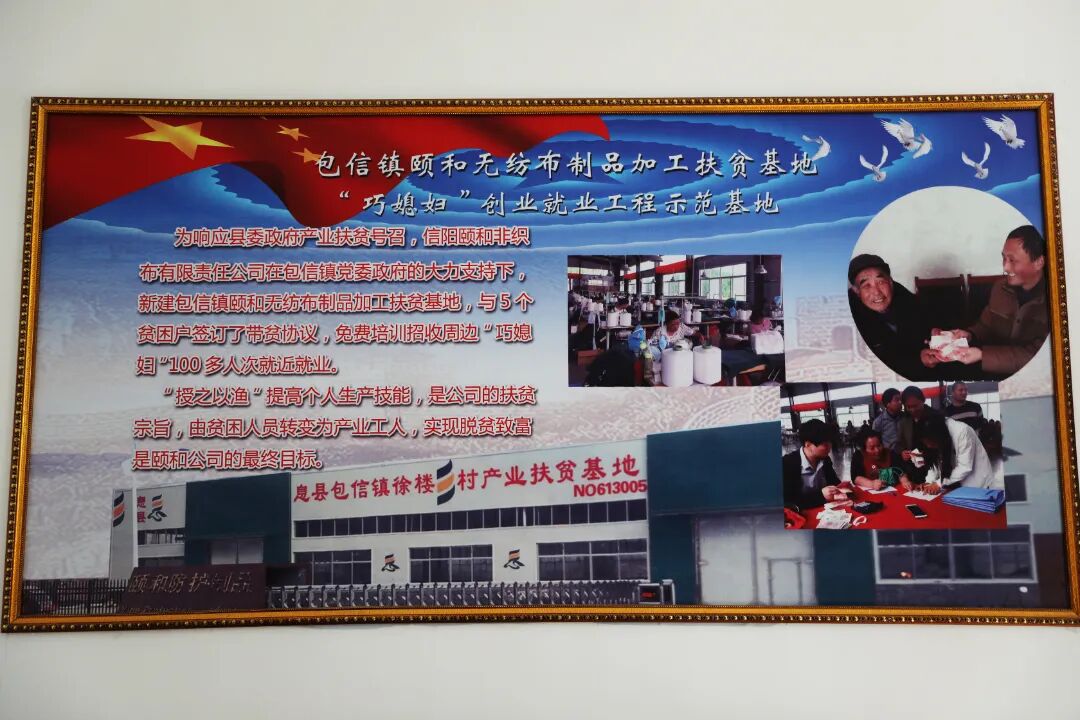 包信镇颐和无纺布制品加工扶贫基地
“巧媳妇”创业就业工程示范基地
为响应县委政府产业扶贫号召，信阳颐和非织
布有限责任公司在包信镇党委政府的大力支持下，
新建包信镇颐和无纺布制品加工扶贫基地，与5个
贫困户签订了带贫协议，免费培训招收周边“巧媳
妇”100多人次就近就业。
“授之以渔”提高个人生产技能，是公司的扶贫
宗旨，由贫困人员转变为产业工人，实现脱贫致富
是颐和公司的最终目标。
息县包信镇徐楼村产业扶贫基地
NO613005
息县
颐和防护制品